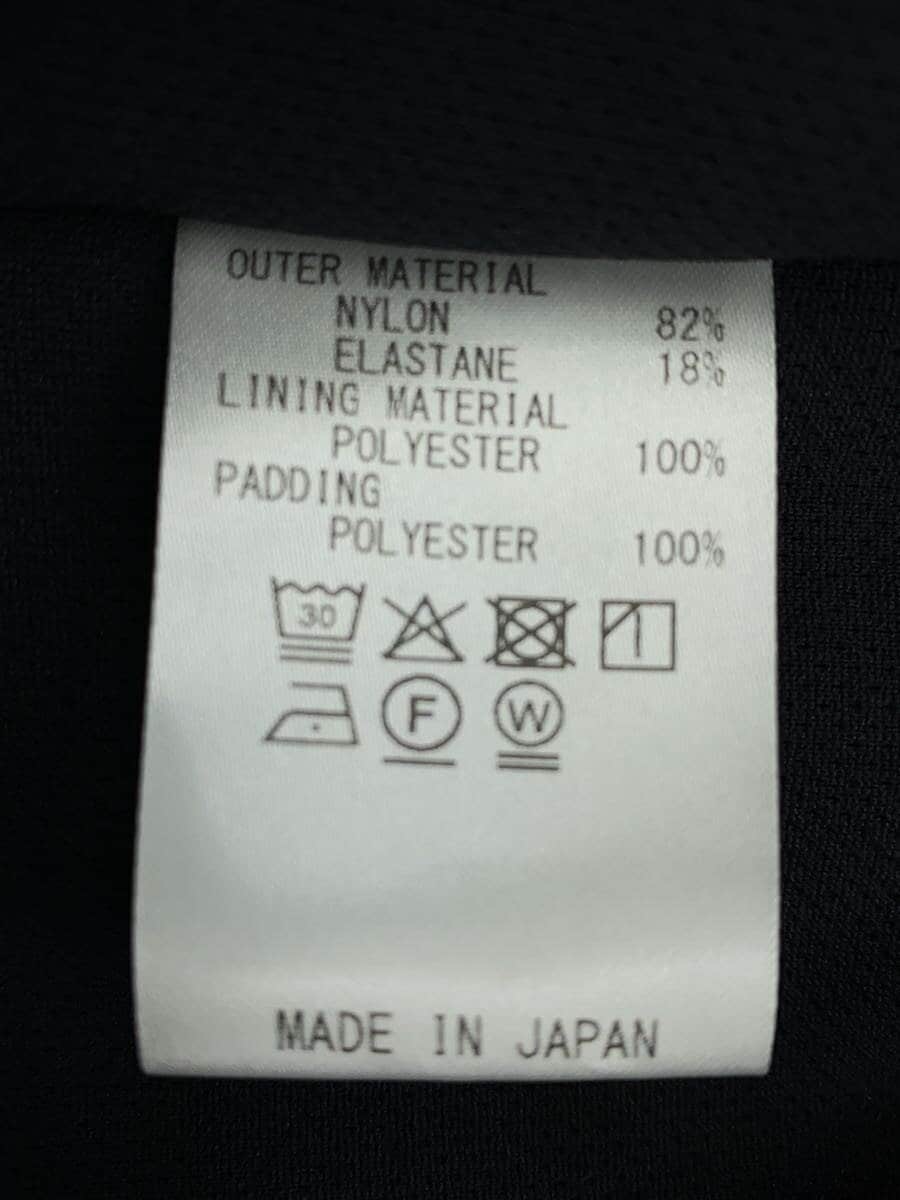 OUTER MATERIAL
NYLON 82%
ELASTANE 18%
LINING MATERIAL
POLYESTER 100%
PADDING
POLYESTER 100%
30
F W
MADE IN JAPAN